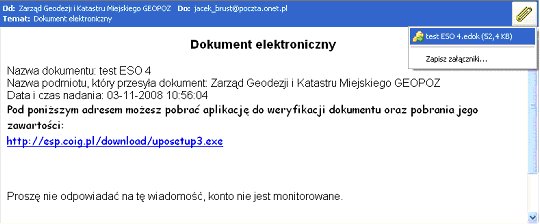 Od: Zarząd Geodezji i Katastru Miejskiego GEOPOZ Do: jacek_brust@poczta.onet.pl
Temat: Dokument elektroniczny
test ESO 4.edok (52,4 KB)
Zapisz załączniki...
Dokument elektroniczny
Nazwa dokumentu: test ESO 4
Nazwa podmiotu, który przesyła dokument: Zarząd Geodezji i Katastru Miejskiego GEOPOZ
Data i czas nadania: 03-11-2008 10:56:04
Pod poniższym adresem możesz pobrać aplikację do weryfikacji dokumentu oraz pobrania jego
zawartości:
http://esp.coig.pl/download/uposetup3.exe
Proszę nie odpowiadać na tę wiadomość, konto nie jest monitorowane.